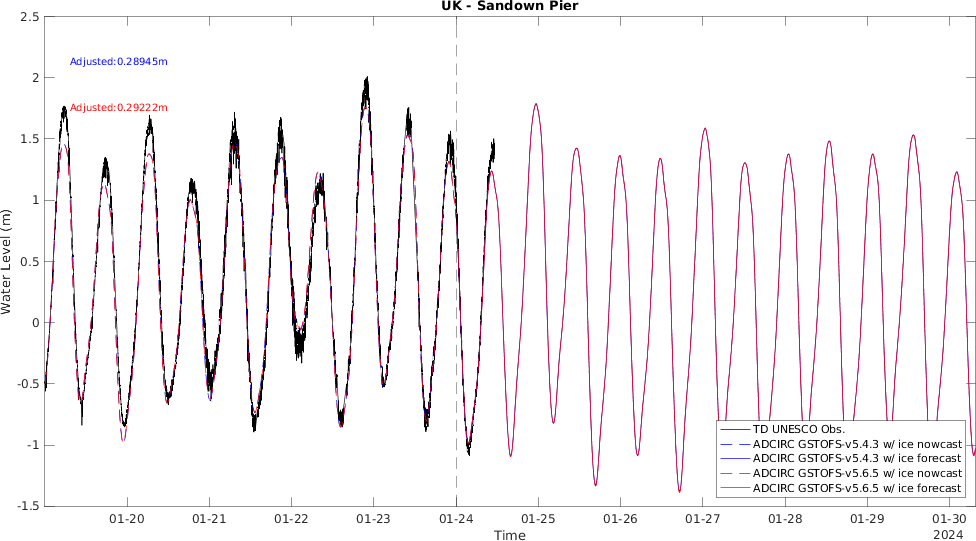 UK - Sandown Pier
2.5
2
1.5
1
0.5
0
-0.5
-1
-1.5
Water Level (m)
Adjusted:0.28945m
Adjusted:0.29222m
TD UNESCO Obs.
ADCIRC GSTOFS-v5.4.3 w/ ice nowcast
ADCIRC GSTOFS-v5.4.3 w/ ice forecast
ADCIRC GSTOFS-v5.6.5 w/ ice nowcast
ADCIRC GSTOFS-v5.6.5 w/ ice forecast
01-20 01-21 01-22 01-23 01-24 01-25 01-26 01-27 01-28 01-29 01-30
Time
2024